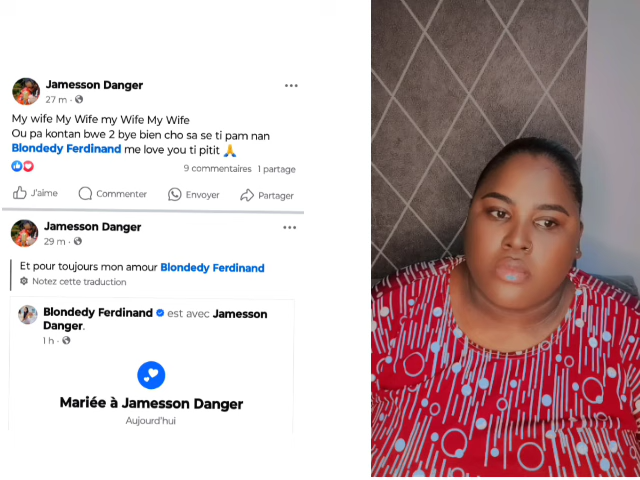 Jamesson Danger
27 m ·
My wife My Wife my Wife My Wife
Ou pa kontan bwe 2 bye bien cho sa se ti pam nan
Blondedy Ferdinand me love you ti pitit 🙏
9 commentaires 1 partage
J'aime Commenter Envoyer Partager
Jamesson Danger
29 m ·
Et pour toujours mon amour Blondedy Ferdinand
Notez cette traduction
Blondedy Ferdinand est avec Jamesson
Danger.
1 h ·
Mariée à Jamesson Danger
Aujourd'hui